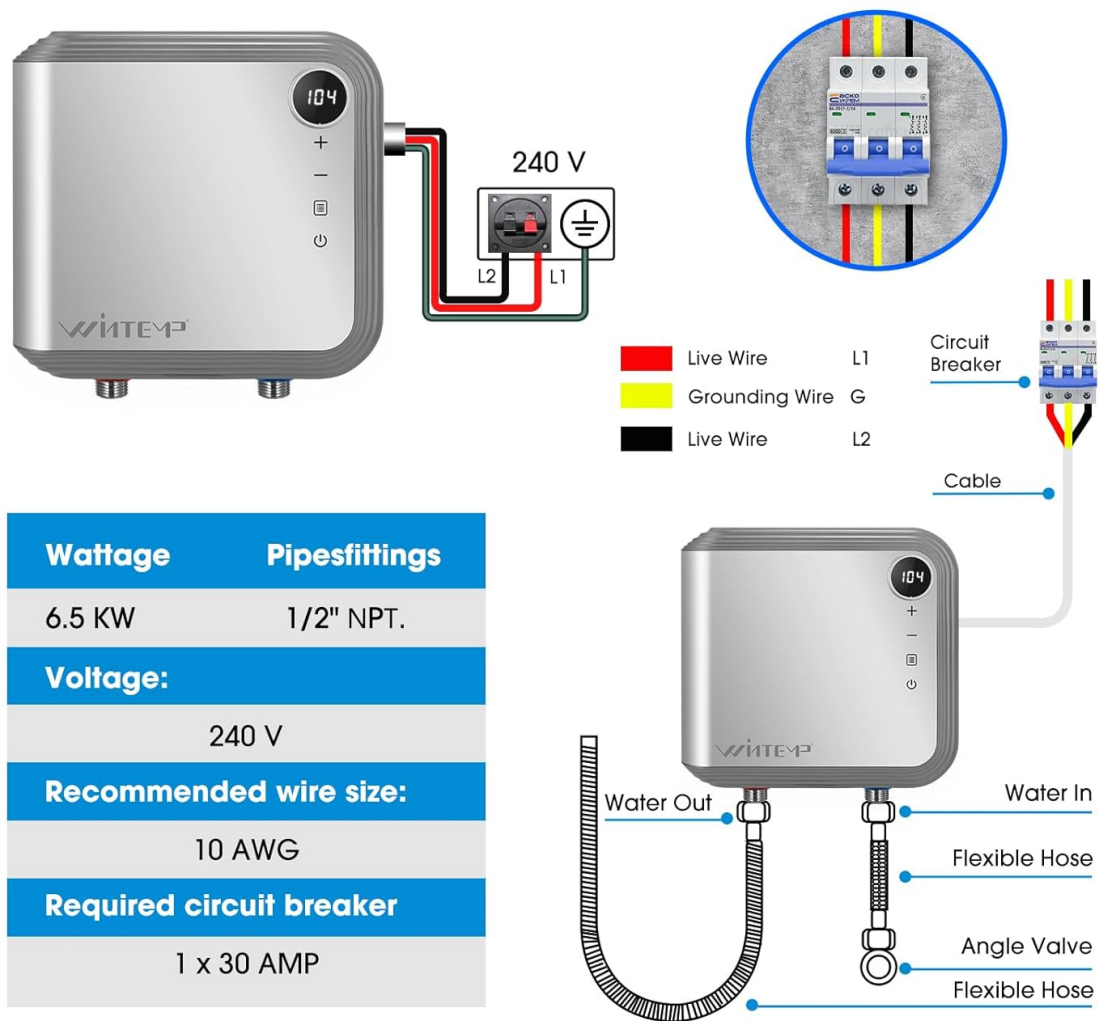 104
WiNTEMP
240 V
L2
L1
Live Wire L1
Grounding Wire G
Live Wire L2
Circuit
Breaker
Cable
Wattage Pipesfittings
6.5 KW 1/2" NPT.
Voltage:
240 V
Recommended wire size:
10 AWG
Required circuit breaker
1 x 30 AMP
104
WiNTEMP
Water Out
Water In
Flexible Hose
Angle Valve
Flexible Hose